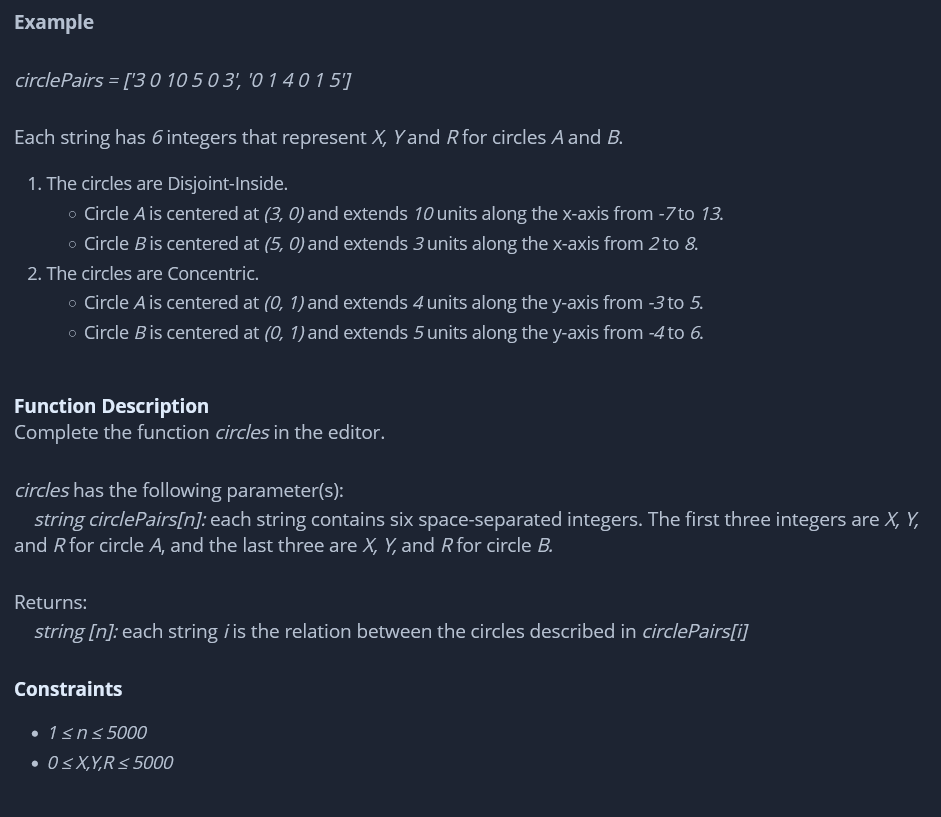 Example
circlePairs = ['3 0 10 5 0 3', '0 1 4 0 1 5']
Each string has 6 integers that represent X, Y and R for circles A and B.
1. The circles are Disjoint-Inside.
○ Circle A is centered at (3, 0) and extends 10 units along the x-axis from -7 to 13.
○ Circle B is centered at (5, 0) and extends 3 units along the x-axis from 2 to 8.
2. The circles are Concentric.
○ Circle A is centered at (0, 1) and extends 4 units along the y-axis from -3 to 5.
○ Circle B is centered at (0, 1) and extends 5 units along the y-axis from -4 to 6.
Function Description
Complete the function circles in the editor.
circles has the following parameter(s):
string circlePairs[n]: each string contains six space-separated integers. The first three integers are X, Y,
and R for circle A, and the last three are X, Y, and R for circle B.
Returns:
string [n]: each string i is the relation between the circles described in circlePairs[i]
Constraints
• 1 ≤ n ≤ 5000
• 0 ≤ X,Y,R ≤ 5000